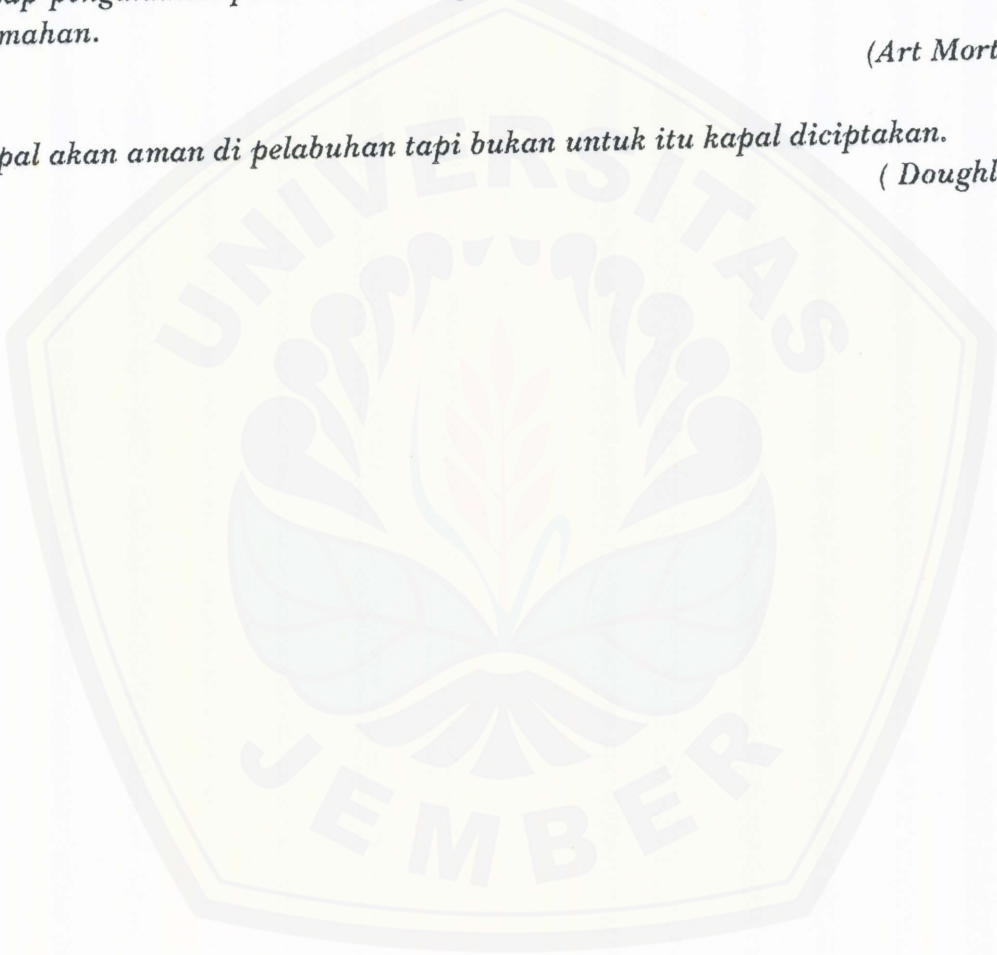 mahan.
(Art Mort
pal akan aman di pelabuhan tapi bukan untuk itu kapal diciptakan.
( Doughl
UNIVERSITAS
JEMBER